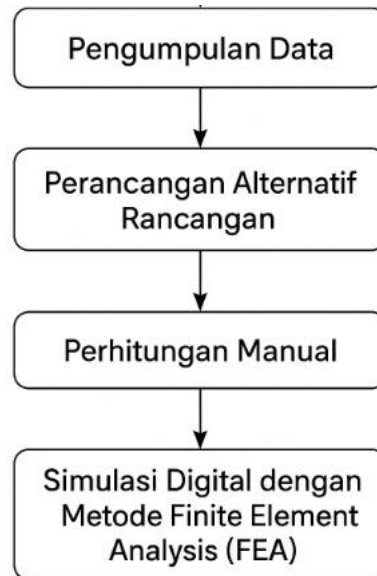 Pengumpulan Data
Perancangan Alternatif
Rancangan
Perhitungan Manual
Simulasi Digital dengan
Metode Finite Element
Analysis (FEA)